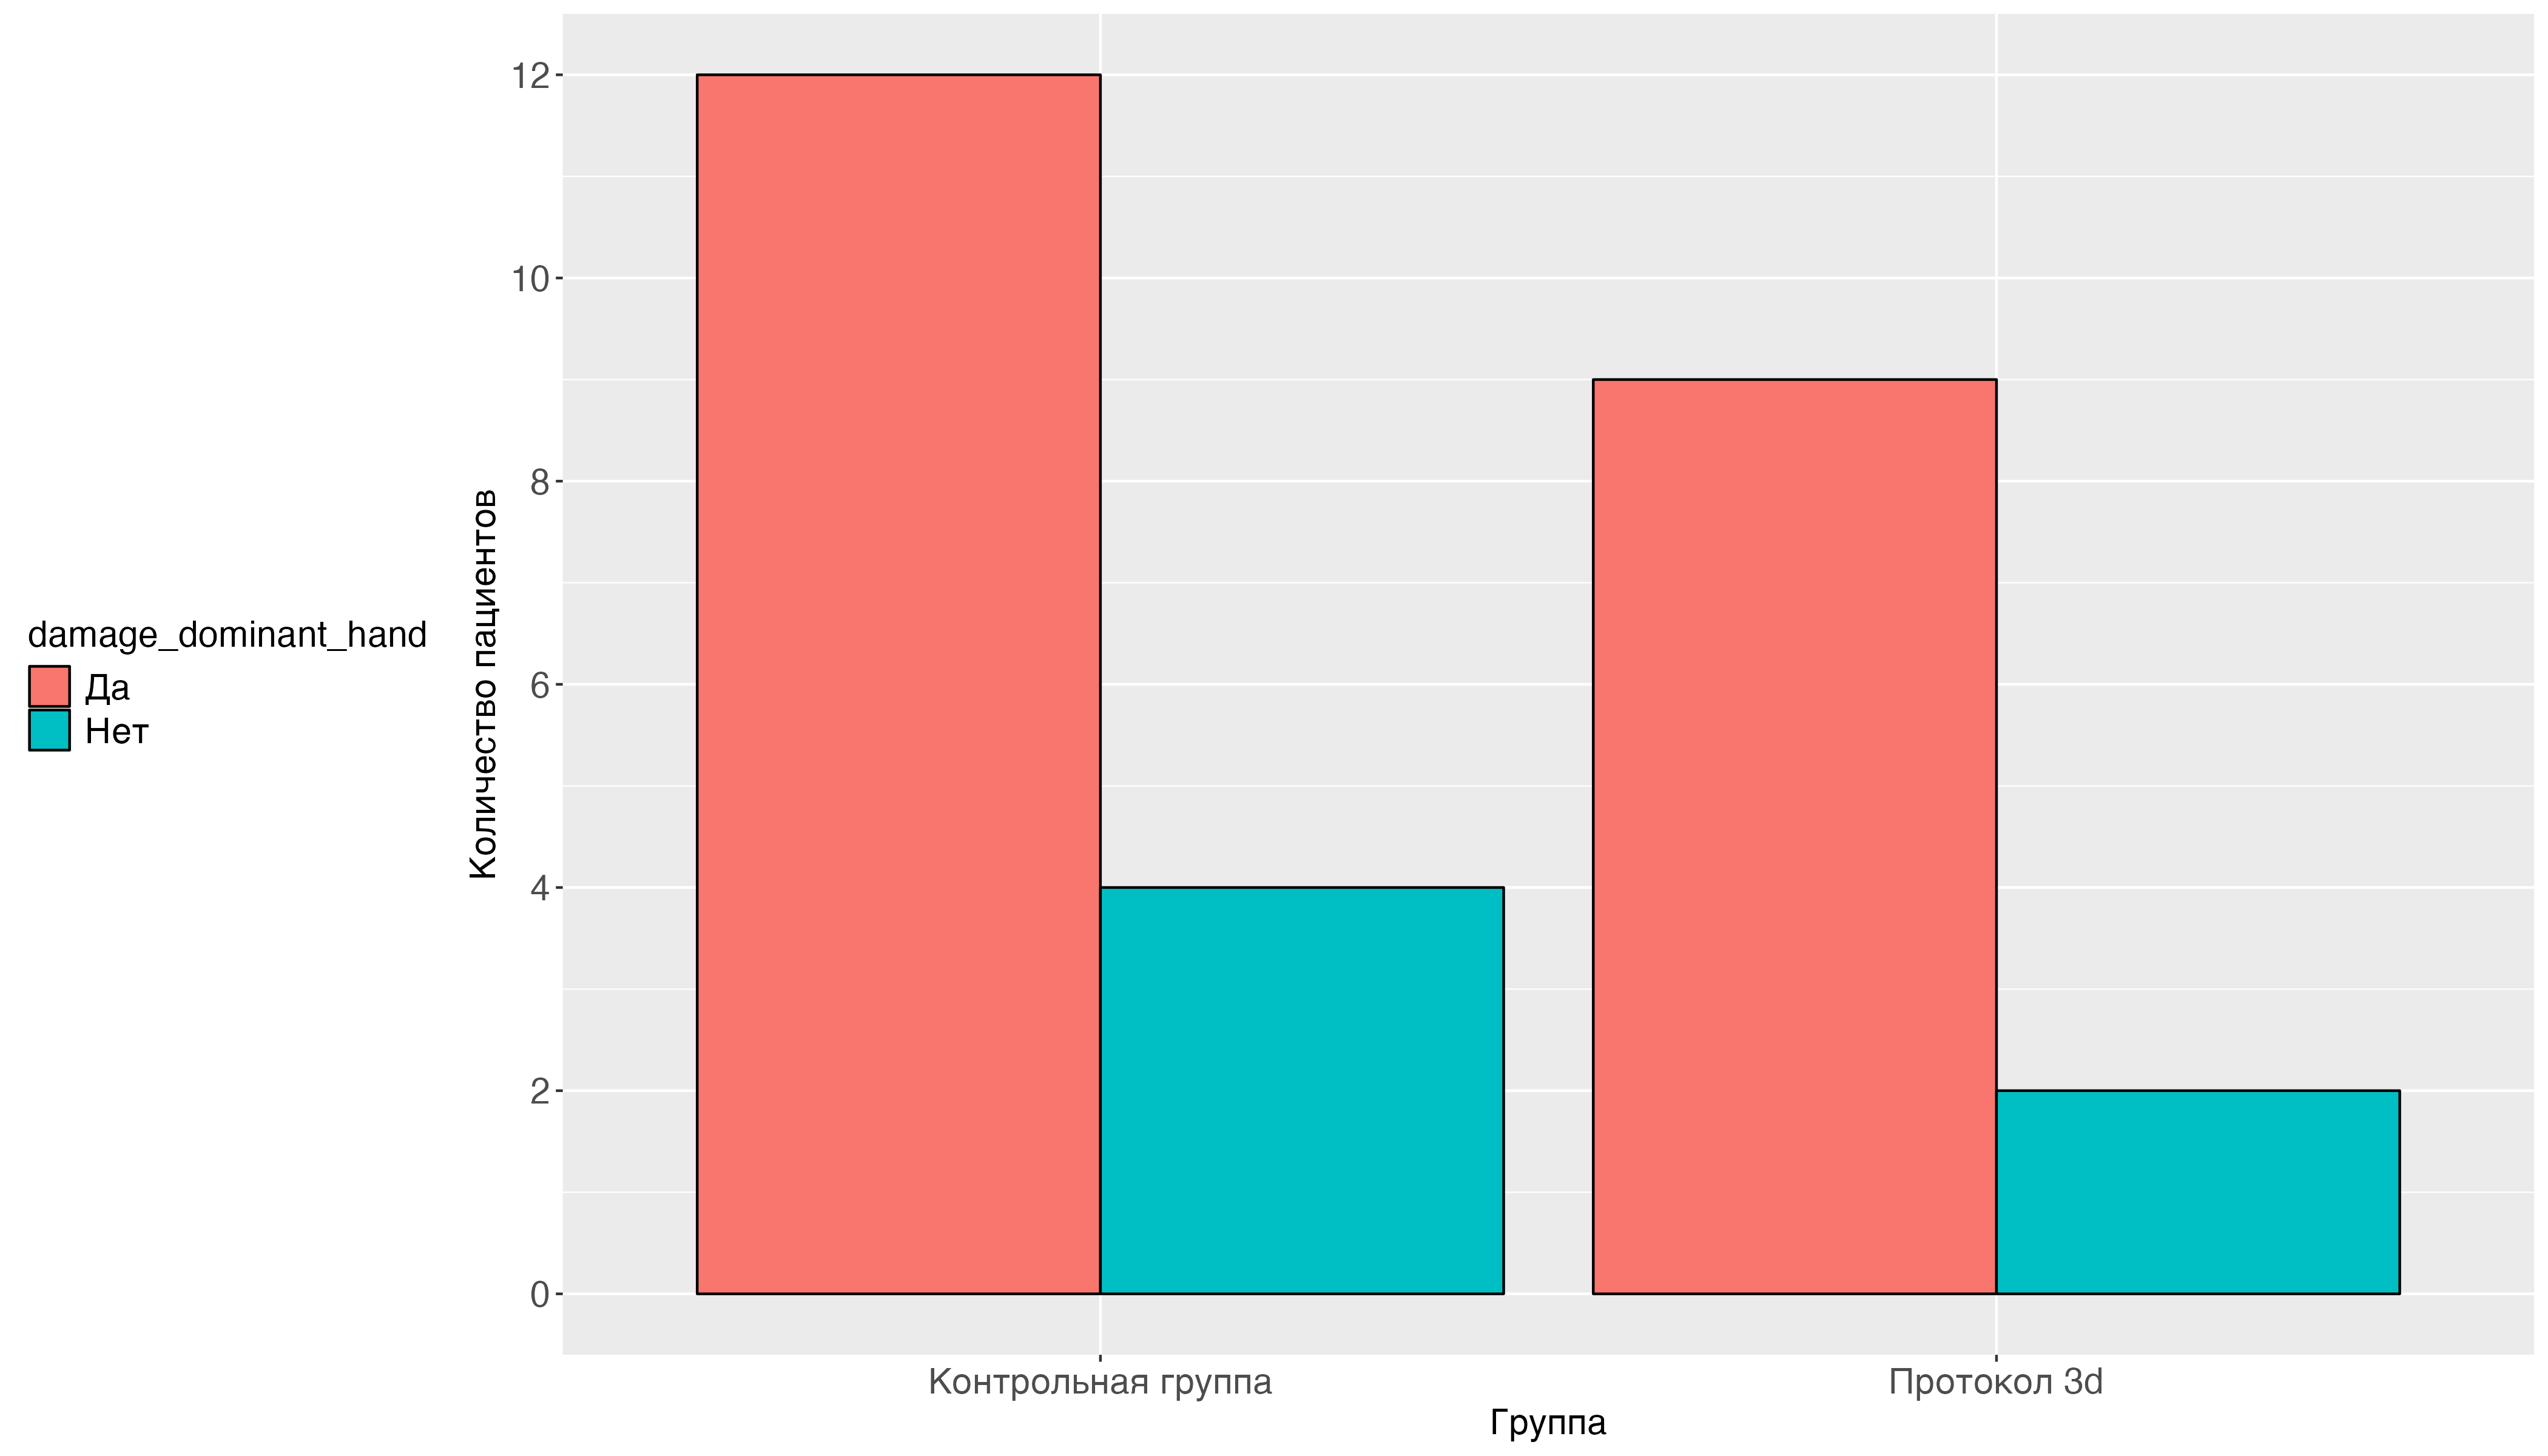 damage_dominant_hand
Да
Нет
Количество пациентов
12
10
8
6
4
2
0
Контрольная группа
Протокол 3d
Группа